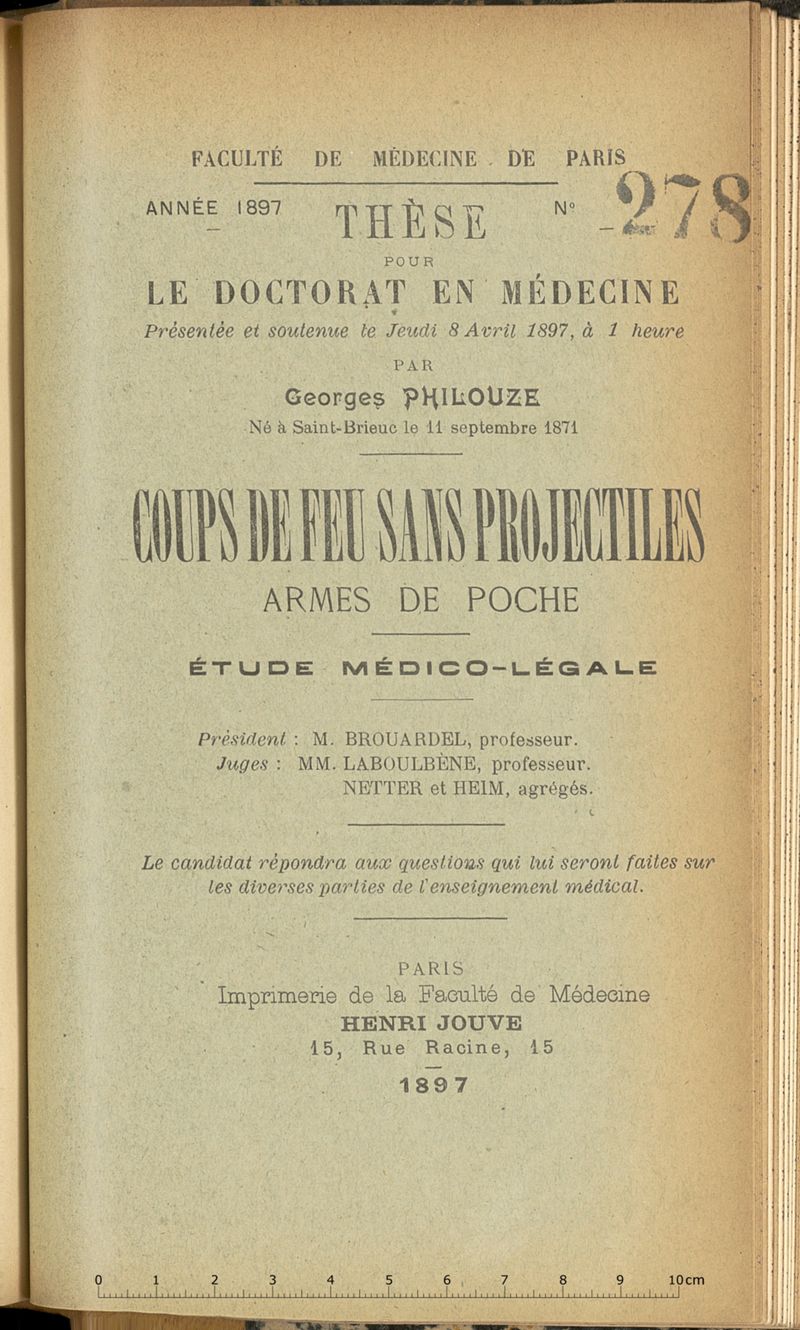 FACULTÉ DE MÉDECINE DE PARIS
ANNÉE 1897 THÈSE N° 278
POUR
LE DOCTORAT EN MÉDECINE
Présentée et soutenue le Jeudi 8 Avril 1897, à 1 heure
PAR
Georges PHILOUZE
Né à Saint-Brieuc le 11 septembre 1871
COUPS DE FEU SANS PROJECTILES
ARMES DE POCHE
ÉTUDE MÉDICO-LÉGALE
Président : M. BROUARDEL, professeur.
Juges : MM. LABOULBÈNE, professeur.
NETTER et HEIM, agrégés.
Le candidat répondra aux questions qui lui seront faites sur
les diverses parties de l'enseignement médical.
PARIS
Imprimerie de la Faculté de Médecine
HENRI JOUVE
15, Rue Racine, 15
1897
0 1 2 3 4 5 6 7 8 9 10cm